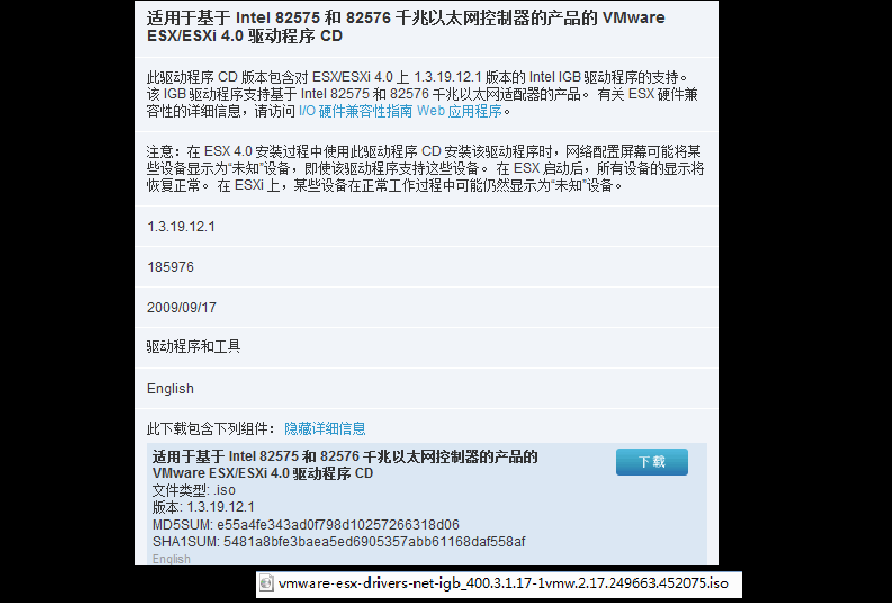 适用于基于 Intel 82575 和 82576 千兆以太网控制器的产品的 VMware
ESX/ESXi 4.0 驱动程序 CD
此驱动程序 CD 版本包含对 ESX/ESXi 4.0 上 1.3.19.12.1 版本的 Intel IGB 驱动程序的支持。
该 IGB 驱动程序支持基于 Intel 82575 和 82576 千兆以太网适配器的产品。 有关 ESX 硬件兼
容性的详细信息，请访问 I/O 硬件兼容性指南 Web 应用程序。
注意：在 ESX 4.0 安装过程中使用此驱动程序 CD 安装该驱动程序时，网络配置屏幕可能将某
些设备显示为“未知”设备，即使该驱动程序支持这些设备。 在 ESX 启动后，所有设备的显示将
恢复正常。 在 ESXi 上，某些设备在正常工作过程中可能仍然显示为“未知”设备。
1.3.19.12.1
185976
2009/09/17
驱动程序和工具
English
此下载包含下列组件： 隐藏详细信息
适用于基于 Intel 82575 和 82576 千兆以太网控制器的产品的
VMware ESX/ESXi 4.0 驱动程序 CD
下载
文件类型: .iso
版本: 1.3.19.12.1
MD5SUM: e55a4fe343ad0f798d10257266318d06
SHA1SUM: 5481a8bfe3baea5ed6905357abb61168daf558af
English
vmware-esx-drivers-net-igb_400.3.1.17-1vmw.2.17.249663.452075.iso